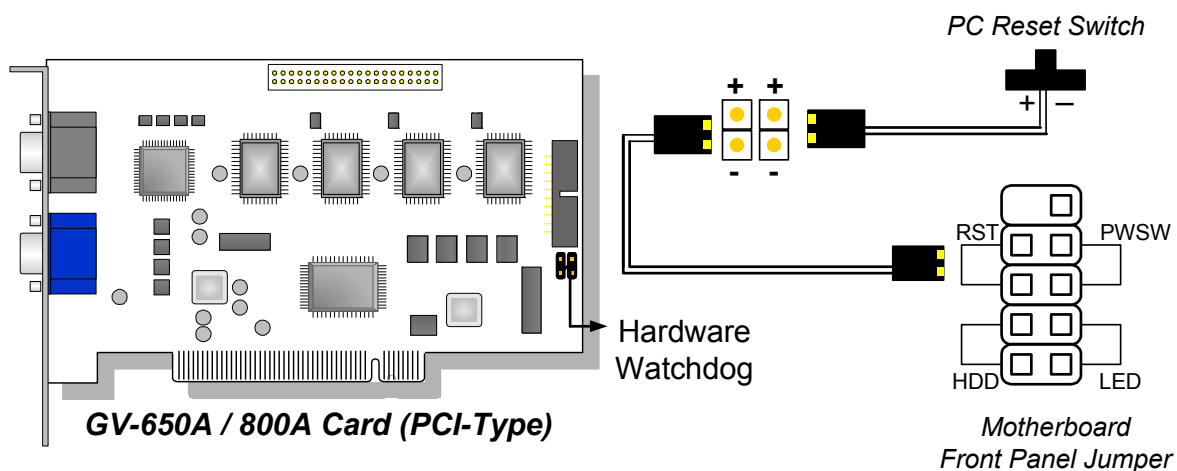 PC Reset Switch
+ +
+ –
- -
RST PWSW
Hardware
Watchdog
HDD LED
GV-650A / 800A Card (PCI-Type)
Motherboard
Front Panel Jumper